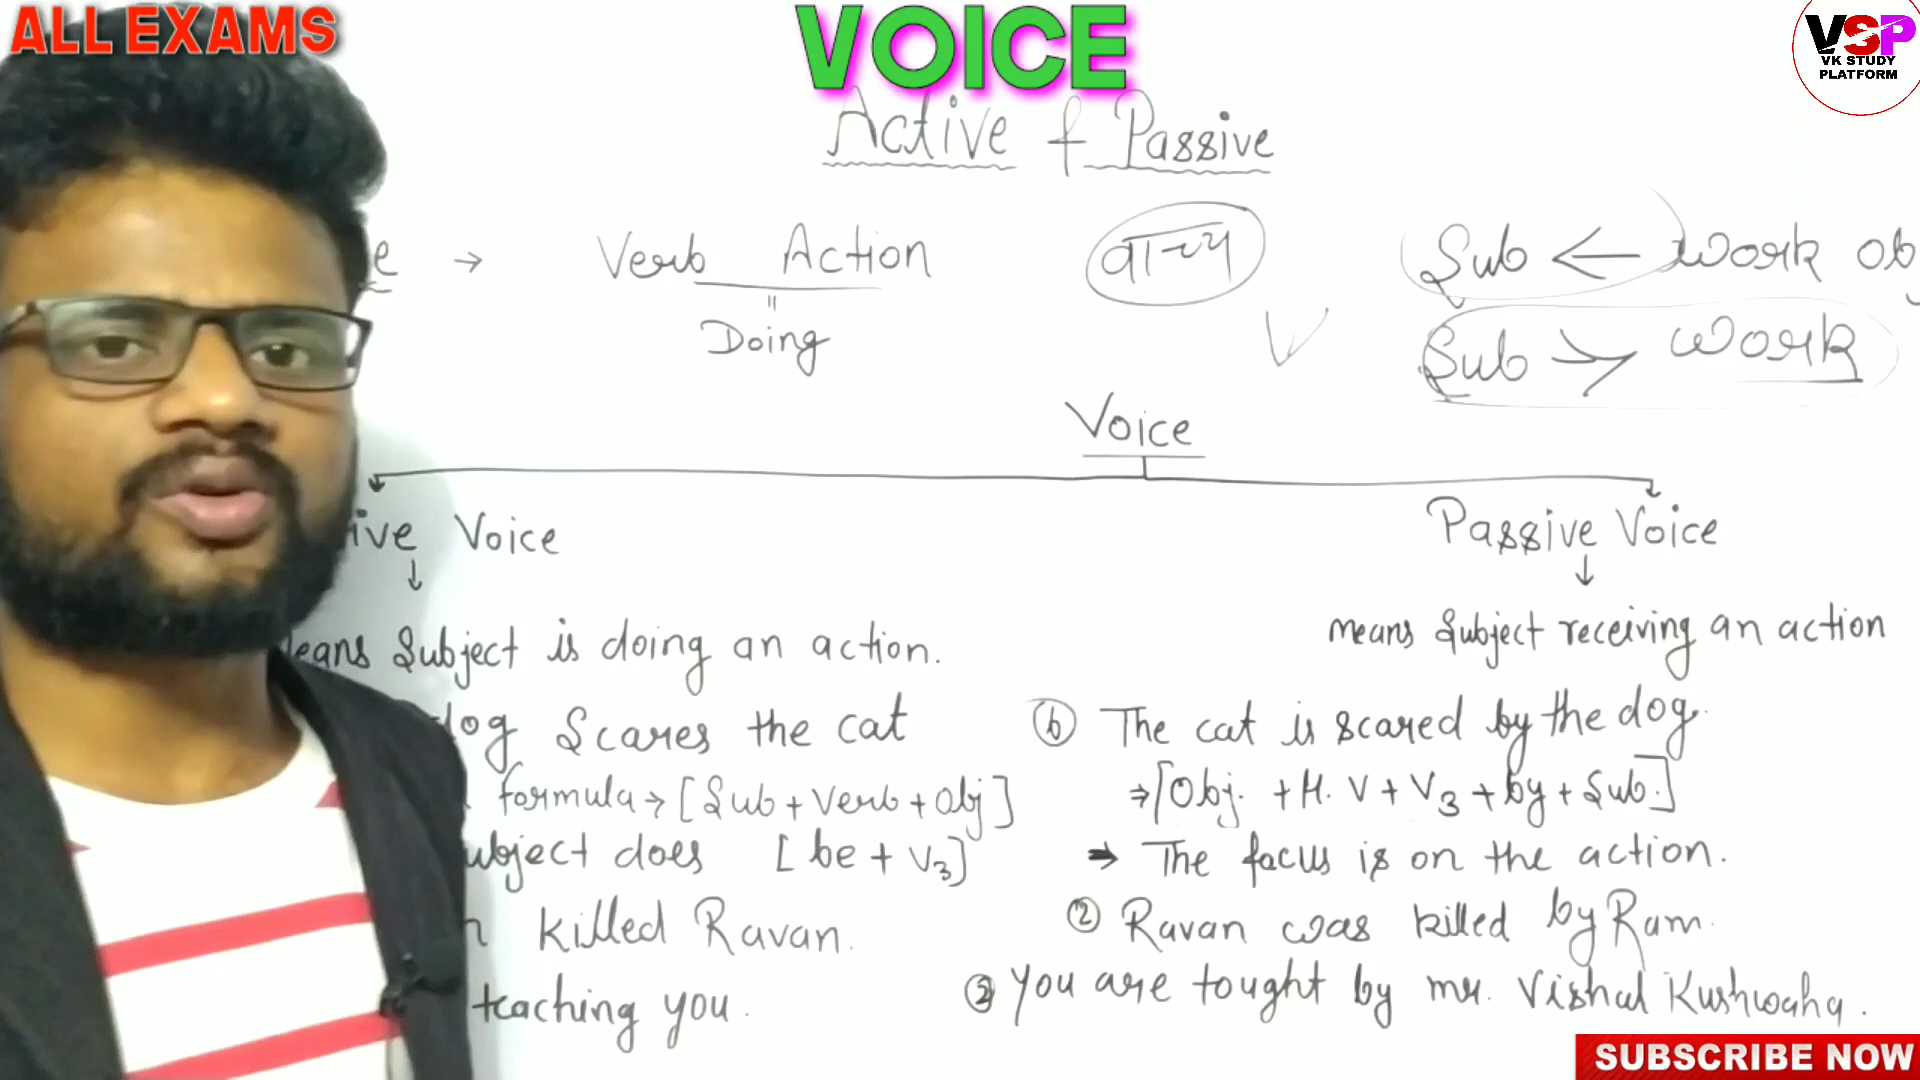 ALL EXAMS
VOICE
VSP
VK STUDY
PLATFORM
Active & Passive
e → Verb Action
"
Doing
वाच्य
Sub ← work obj
Sub > work
Voice
ive Voice
Passive Voice
Means Subject is doing an action.
means Subject receiving an action
dog Scares the cat
(b) The cat is scared by the dog.
formula → [Sub + Verb + Obj]
⇒ [Obj. + H. V + V3 + by + Sub.]
ubject does [be + V3]
→ The focus is on the action.
killed Ravan.
(2) Ravan was killed by Ram.
teaching you.
(3) You are tought by mr. Vishal Kushwaha.
SUBSCRIBE NOW